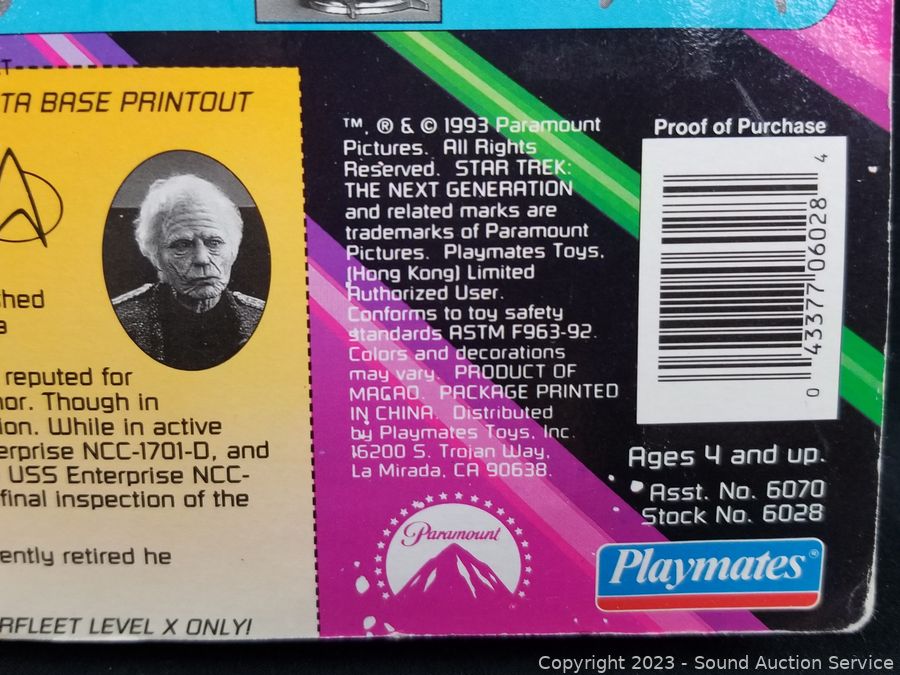 TA BASE PRINTOUT
shed
a
reputed for
nor. Though in
ion. While in active
erprise NCC-1701-D, and
USS Enterprise NCC-
final inspection of the
ently retired he
RFLEET LEVEL X ONLY!
™, ® & © 1993 Paramount
Pictures. All Rights
Reserved. STAR TREK:
THE NEXT GENERATION
and related marks are
trademarks of Paramount
Pictures. Playmates Toys,
(Hong Kong) Limited
Authorized User.
Conforms to toy safety
standards ASTM F963-92.
Colors and decorations
may vary. PRODUCT OF
MACAO. PACKAGE PRINTED
IN CHINA. Distributed
by Playmates Toys, Inc.
16200 S. Trojan Way,
La Mirada, CA 90638.
Paramount
Proof of Purchase
0 43377 06028 4
Ages 4 and up.
Asst. No. 6070
Stock No. 6028
Playmates®
Copyright 2023 - Sound Auction Service